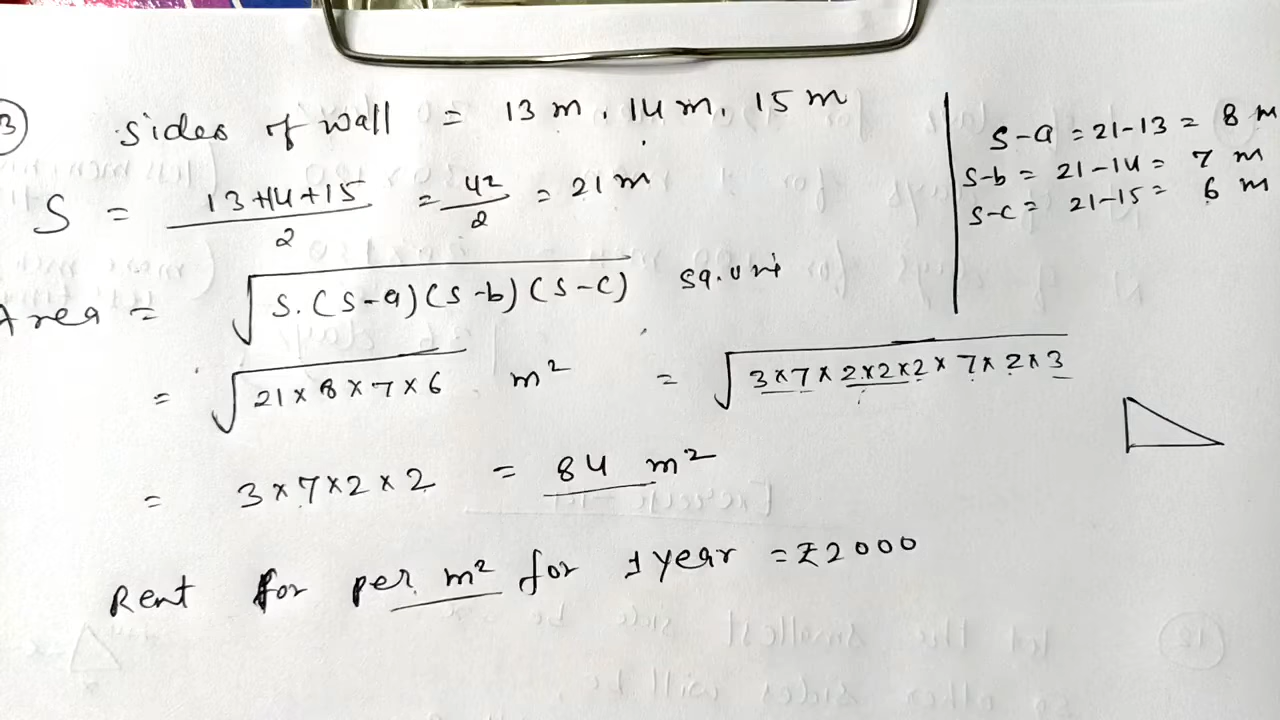 3
sides of wall = 13 m, 14 m, 15 m
S = 13+14+15/2 = 42/2 = 21 m
s-a = 21-13 = 8 m
s-b = 21-14 = 7 m
s-c = 21-15 = 6 m
Area = √S.(S-a)(S-b)(S-c) sq.uni
= √21×8×7×6 m² = √3×7×2×2×2×7×2×3
= 3×7×2×2 = 84 m²
Rent for per m² for 1 year = ₹2000